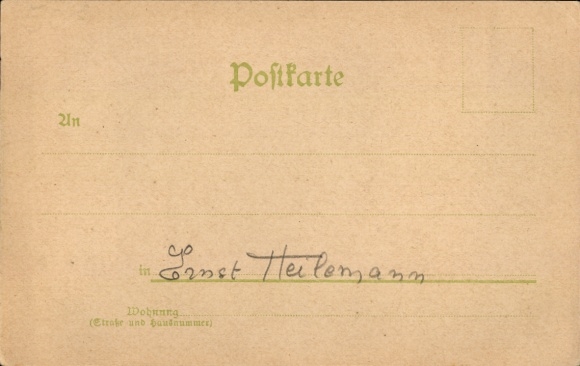 Postkarte
An
in Ernst Heilemann
Wohnung
(Straße und Hausnummer)